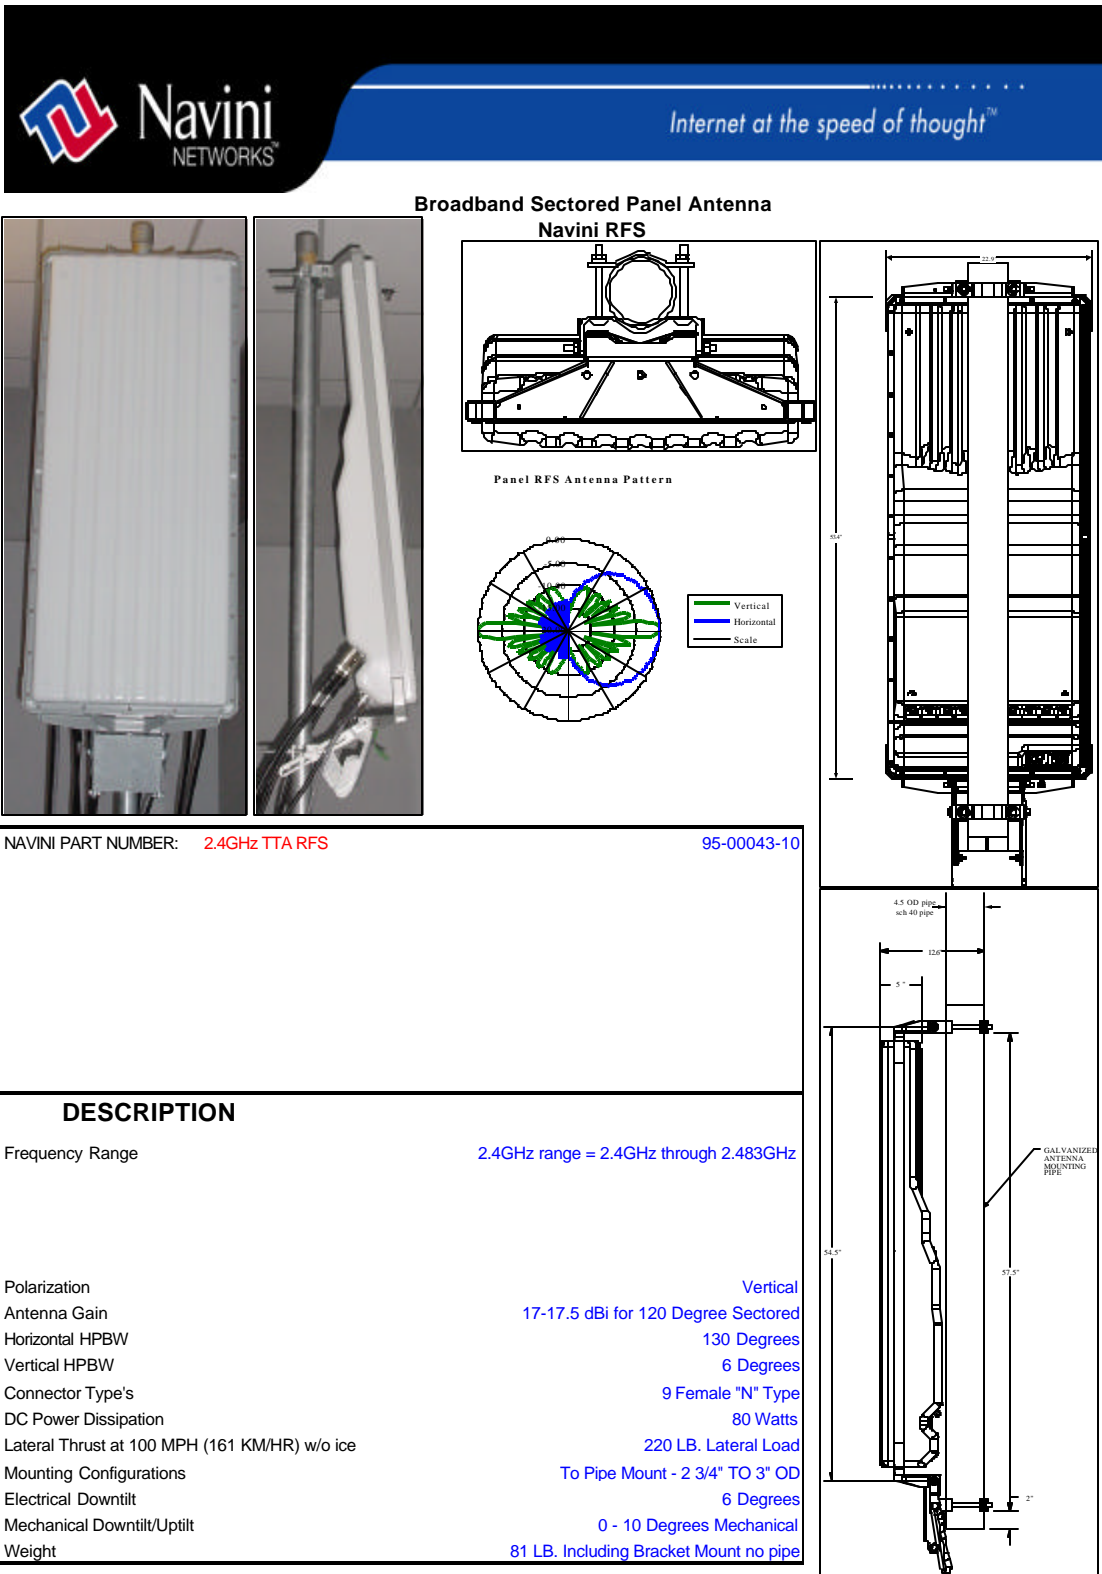 Navini
NETWORKS™
Internet at the speed of thought™
Broadband Sectored Panel Antenna
Navini RFS
22.9
53.4"
Panel RFS Antenna Pattern
0.00
-5.00
-10.00
Vertical
Horizontal
Scale
NAVINI PART NUMBER: 2.4GHz TTA RFS 95-00043-10
4.5 OD pipe
sch 40 pipe
12.6"
5 "
GALVANIZED
ANTENNA
MOUNTING
PIPE
54.5"
57.5"
2"
DESCRIPTION
Frequency Range 2.4GHz range = 2.4GHz through 2.483GHz
Polarization Vertical
Antenna Gain 17-17.5 dBi for 120 Degree Sectored
Horizontal HPBW 130 Degrees
Vertical HPBW 6 Degrees
Connector Type's 9 Female "N" Type
DC Power Dissipation 80 Watts
Lateral Thrust at 100 MPH (161 KM/HR) w/o ice 220 LB. Lateral Load
Mounting Configurations To Pipe Mount - 2 3/4" TO 3" OD
Electrical Downtilt 6 Degrees
Mechanical Downtilt/Uptilt 0 - 10 Degrees Mechanical
Weight 81 LB. Including Bracket Mount no pipe